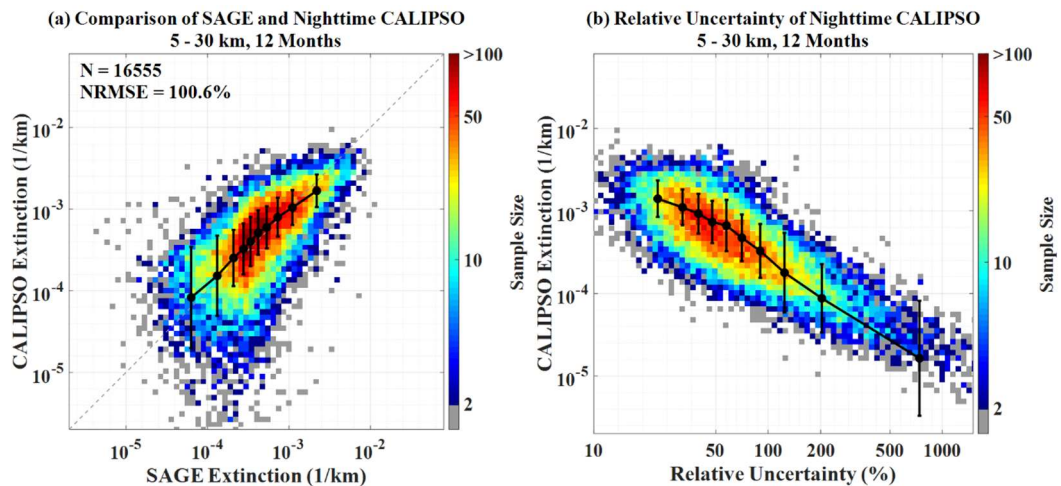 (a) Comparison of SAGE and Nighttime CALIPSO
5 - 30 km, 12 Months
N = 16555
NRMSE = 100.6%
CALIPSO Extinction (1/km)
10^-2
10^-3
10^-4
10^-5
10^-5
10^-4
10^-3
10^-2
SAGE Extinction (1/km)
>100
50
10
2
Sample Size
(b) Relative Uncertainty of Nighttime CALIPSO
5 - 30 km, 12 Months
CALIPSO Extinction (1/km)
10^-2
10^-3
10^-4
10^-5
10
50
100
200
500
1000
Relative Uncertainty (%)
>100
50
10
2
Sample Size